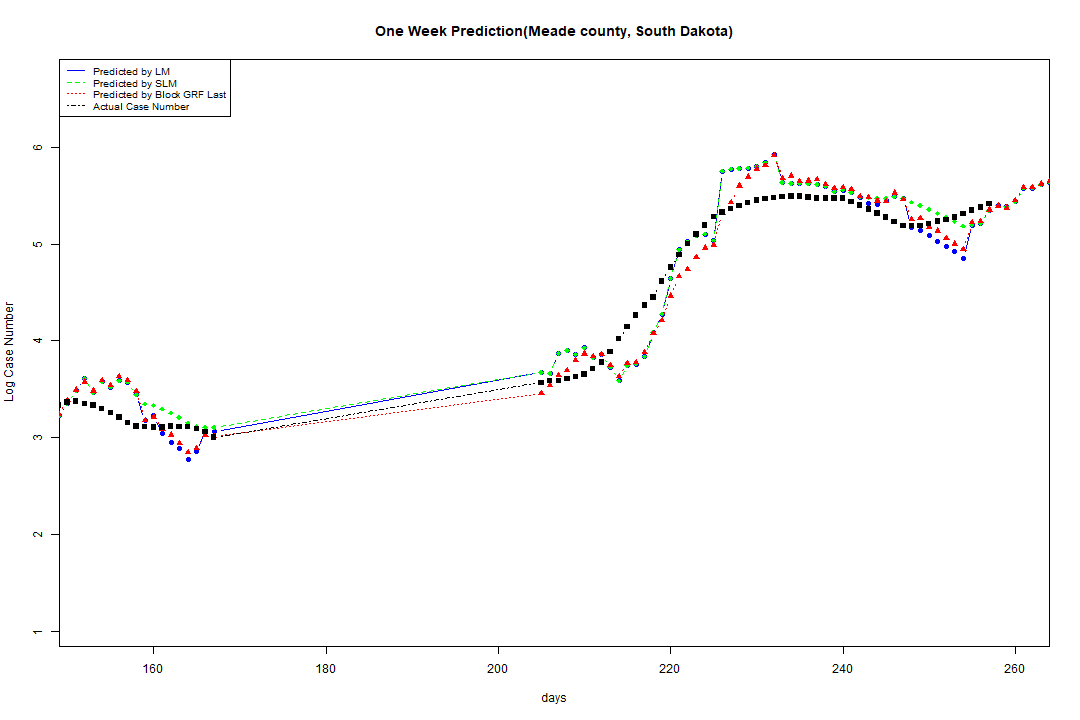 One Week Prediction(Meade county, South Dakota)
Predicted by LM
Predicted by SLM
Predicted by Block GRF Last
Actual Case Number
Log Case Number
6
5
4
3
2
1
160 180 200 220 240 260
days